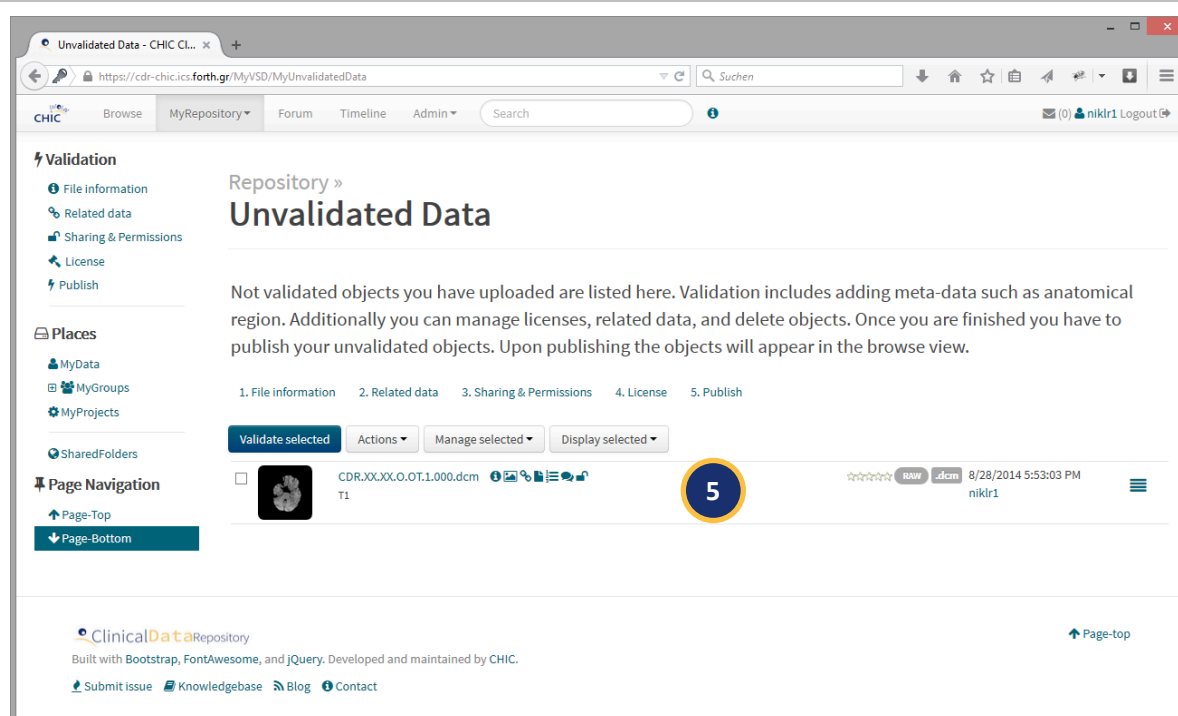 Unvalidated Data - CHIC Cl... × +
https://cdr-chic.ics.forth.gr/MyVSD/MyUnvalidatedData
Suchen
CHIC Browse MyRepository Forum Timeline Admin Search (0) niklr1 Logout
Validation
File information
Related data
Sharing & Permissions
License
Publish
Places
MyData
MyGroups
MyProjects
SharedFolders
Page Navigation
Page-Top
Page-Bottom
Repository »
Unvalidated Data
Not validated objects you have uploaded are listed here. Validation includes adding meta-data such as anatomical
region. Additionally you can manage licenses, related data, and delete objects. Once you are finished you have to
publish your unvalidated objects. Upon publishing the objects will appear in the browse view.
1. File information 2. Related data 3. Sharing & Permissions 4. License 5. Publish
Validate selected Actions Manage selected Display selected
CDR.XX.XX.O.OT.1.000.dcm 5 RAW .dcm 8/28/2014 5:53:03 PM
T1 niklr1
ClinicalDataRepository Page-top
Built with Bootstrap, FontAwesome, and jQuery. Developed and maintained by CHIC.
Submit issue Knowledgebase Blog Contact